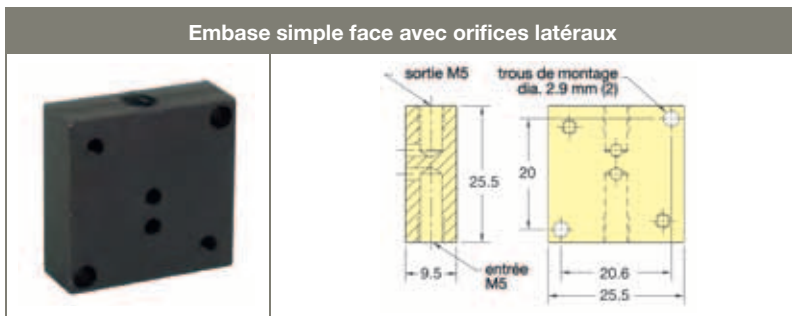 Embase simple face avec orifices latéraux
sortie M5
trous de montage
dia. 2.9 mm (2)
25.5
20
9.5
entrée
M5
20.6
25.5